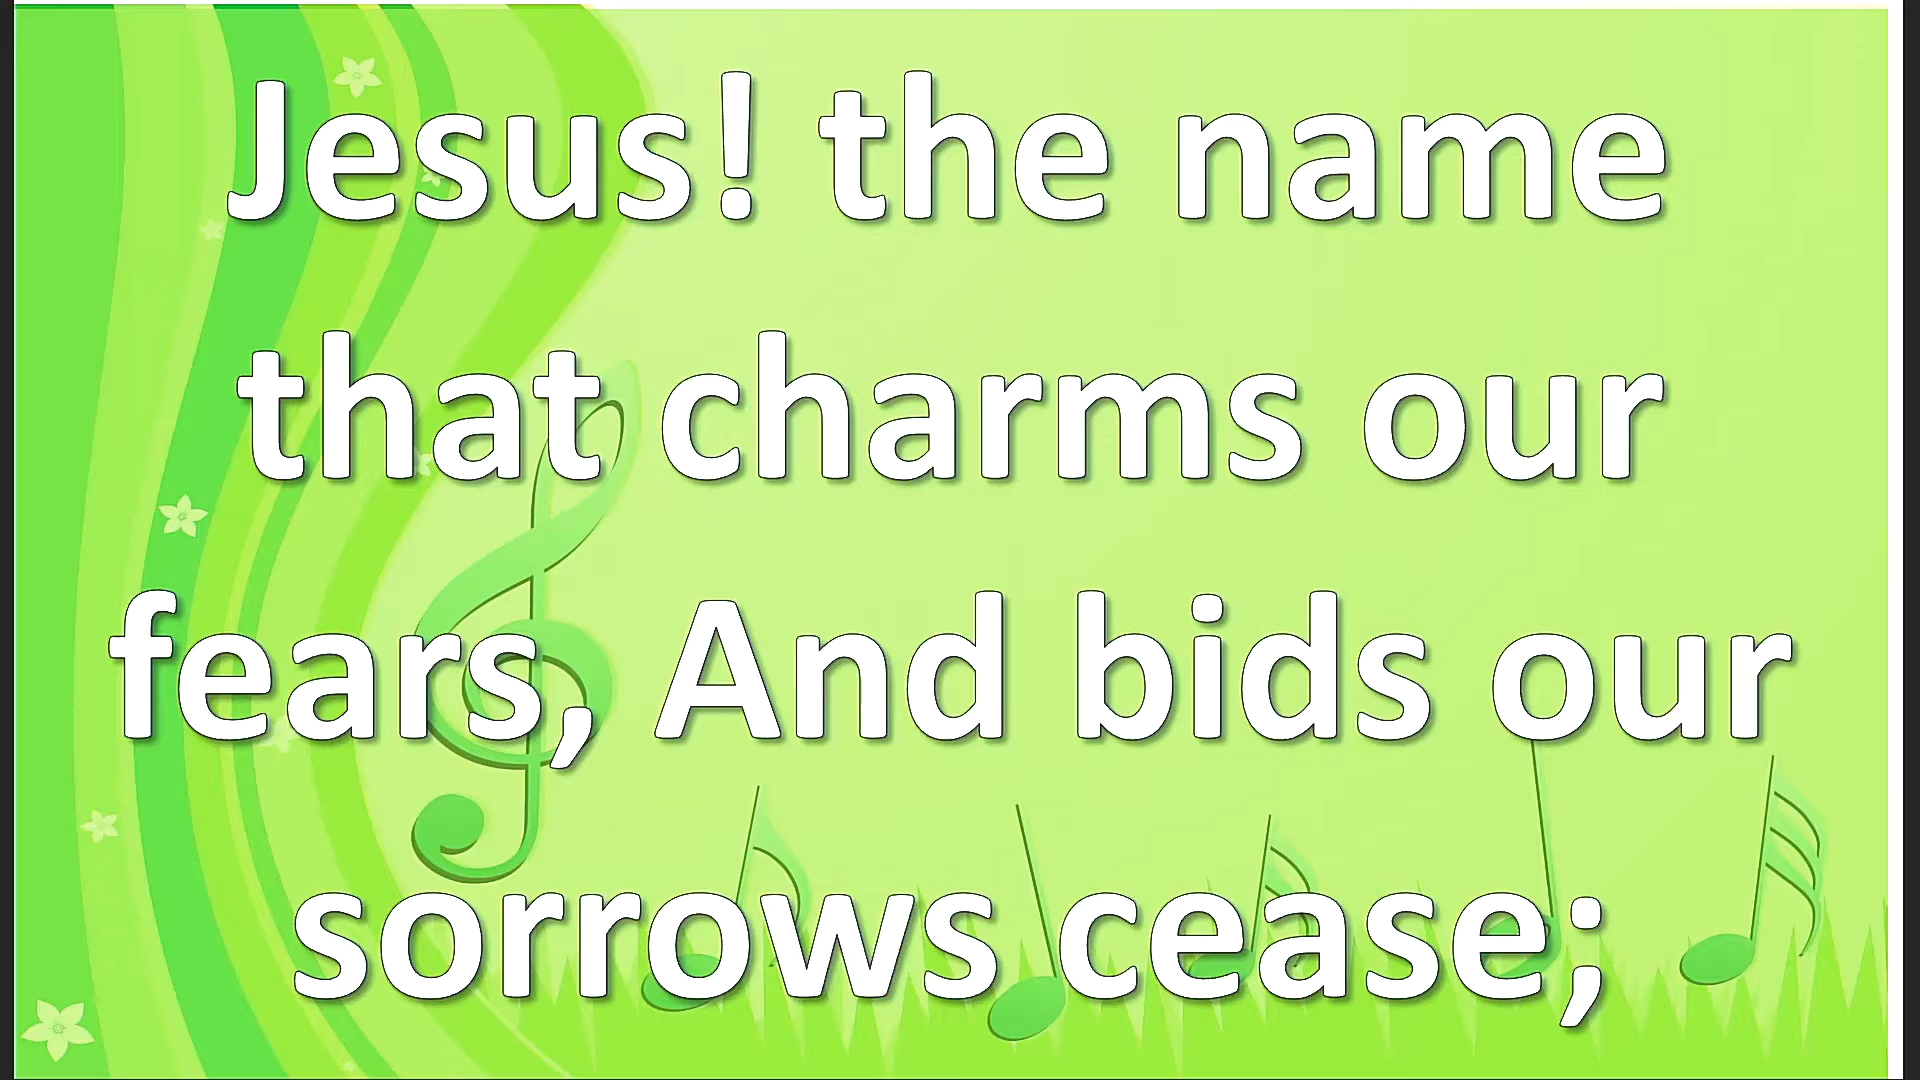 Jesus! the name
that charms our
fears, And bids our
sorrows cease;